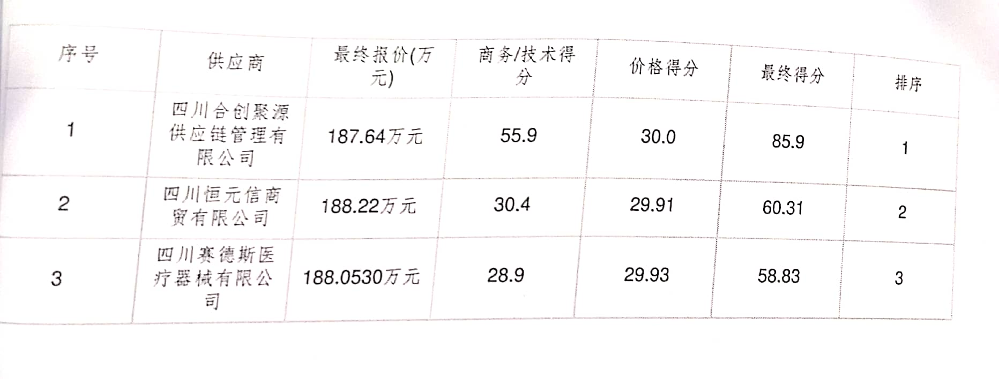 序号 供应商 最终报价(万元) 商务/技术得分 价格得分 最终得分 排序
1 四川合创聚源供应链管理有限公司 187.64万元 55.9 30.0 85.9 1
2 四川恒元信商贸有限公司 188.22万元 30.4 29.91 60.31 2
3 四川赛德斯医疗器械有限公司 188.0530万元 28.9 29.93 58.83 3